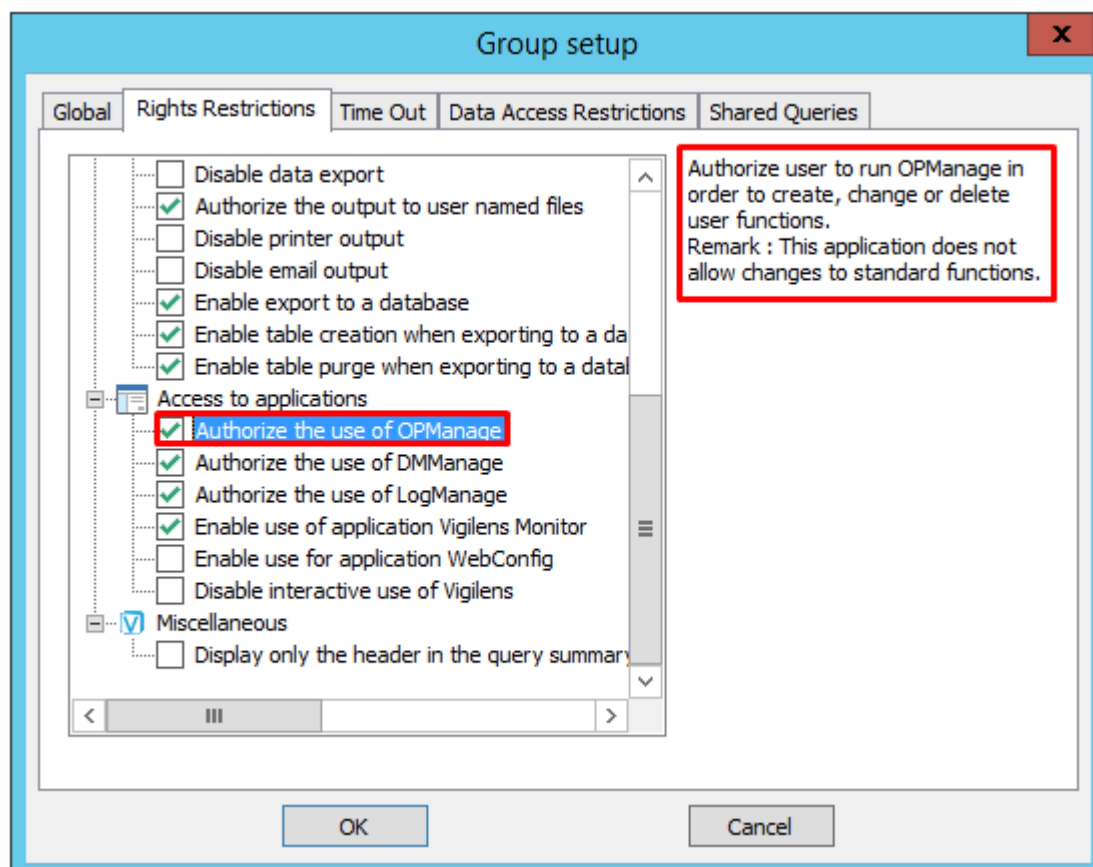 Group setup
x
Global
Rights Restrictions
Time Out
Data Access Restrictions
Shared Queries
Disable data export
Authorize the output to user named files
Disable printer output
Disable email output
Enable export to a database
Enable table creation when exporting to a da
Enable table purge when exporting to a datal
Access to applications
Authorize the use of OPManage
Authorize the use of DMManage
Authorize the use of LogManage
Enable use of application Vigilens Monitor
Enable use for application WebConfig
Disable interactive use of Vigilens
Miscellaneous
Display only the header in the query summary
Authorize user to run OPManage in
order to create, change or delete
user functions.
Remark : This application does not
allow changes to standard functions.
OK
Cancel